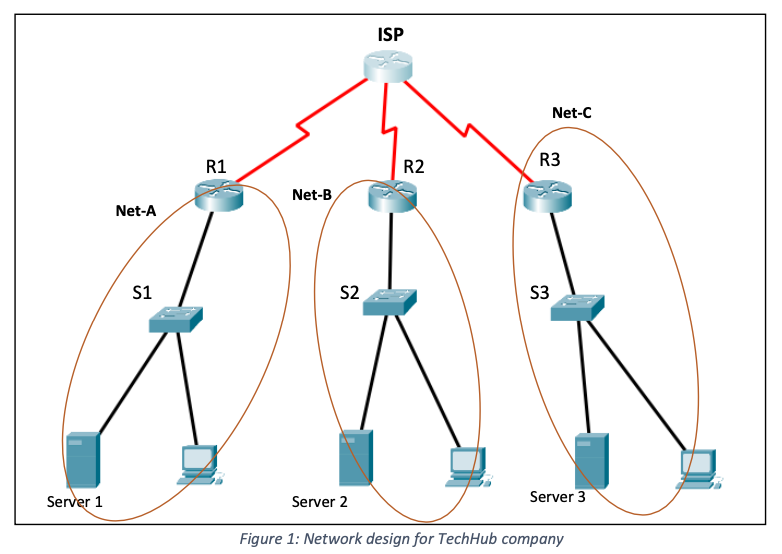 ISP
Net-C
R1
R2
R3
Net-A
Net-B
S1
S2
S3
Server 1
Server 2
Server 3
Figure 1: Network design for TechHub company